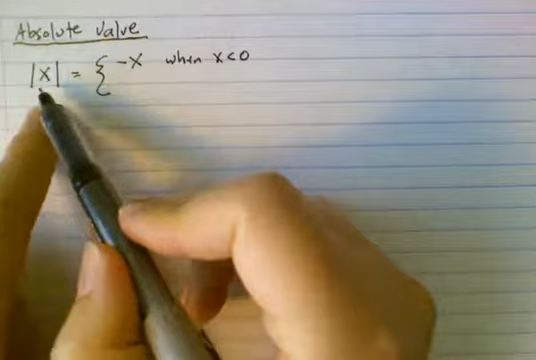 Absolute Value
|x| = { -x when x<0